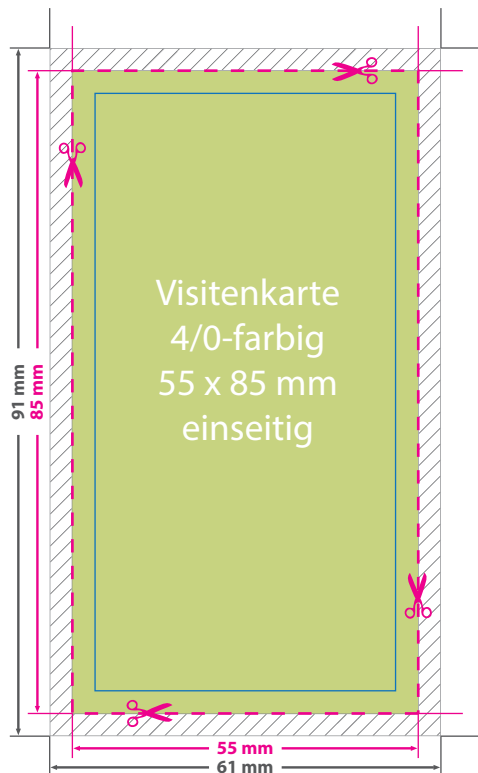 Visitenkarte
4/0-farbig
55 x 85 mm
einseitig
91 mm
85 mm
55 mm
61 mm